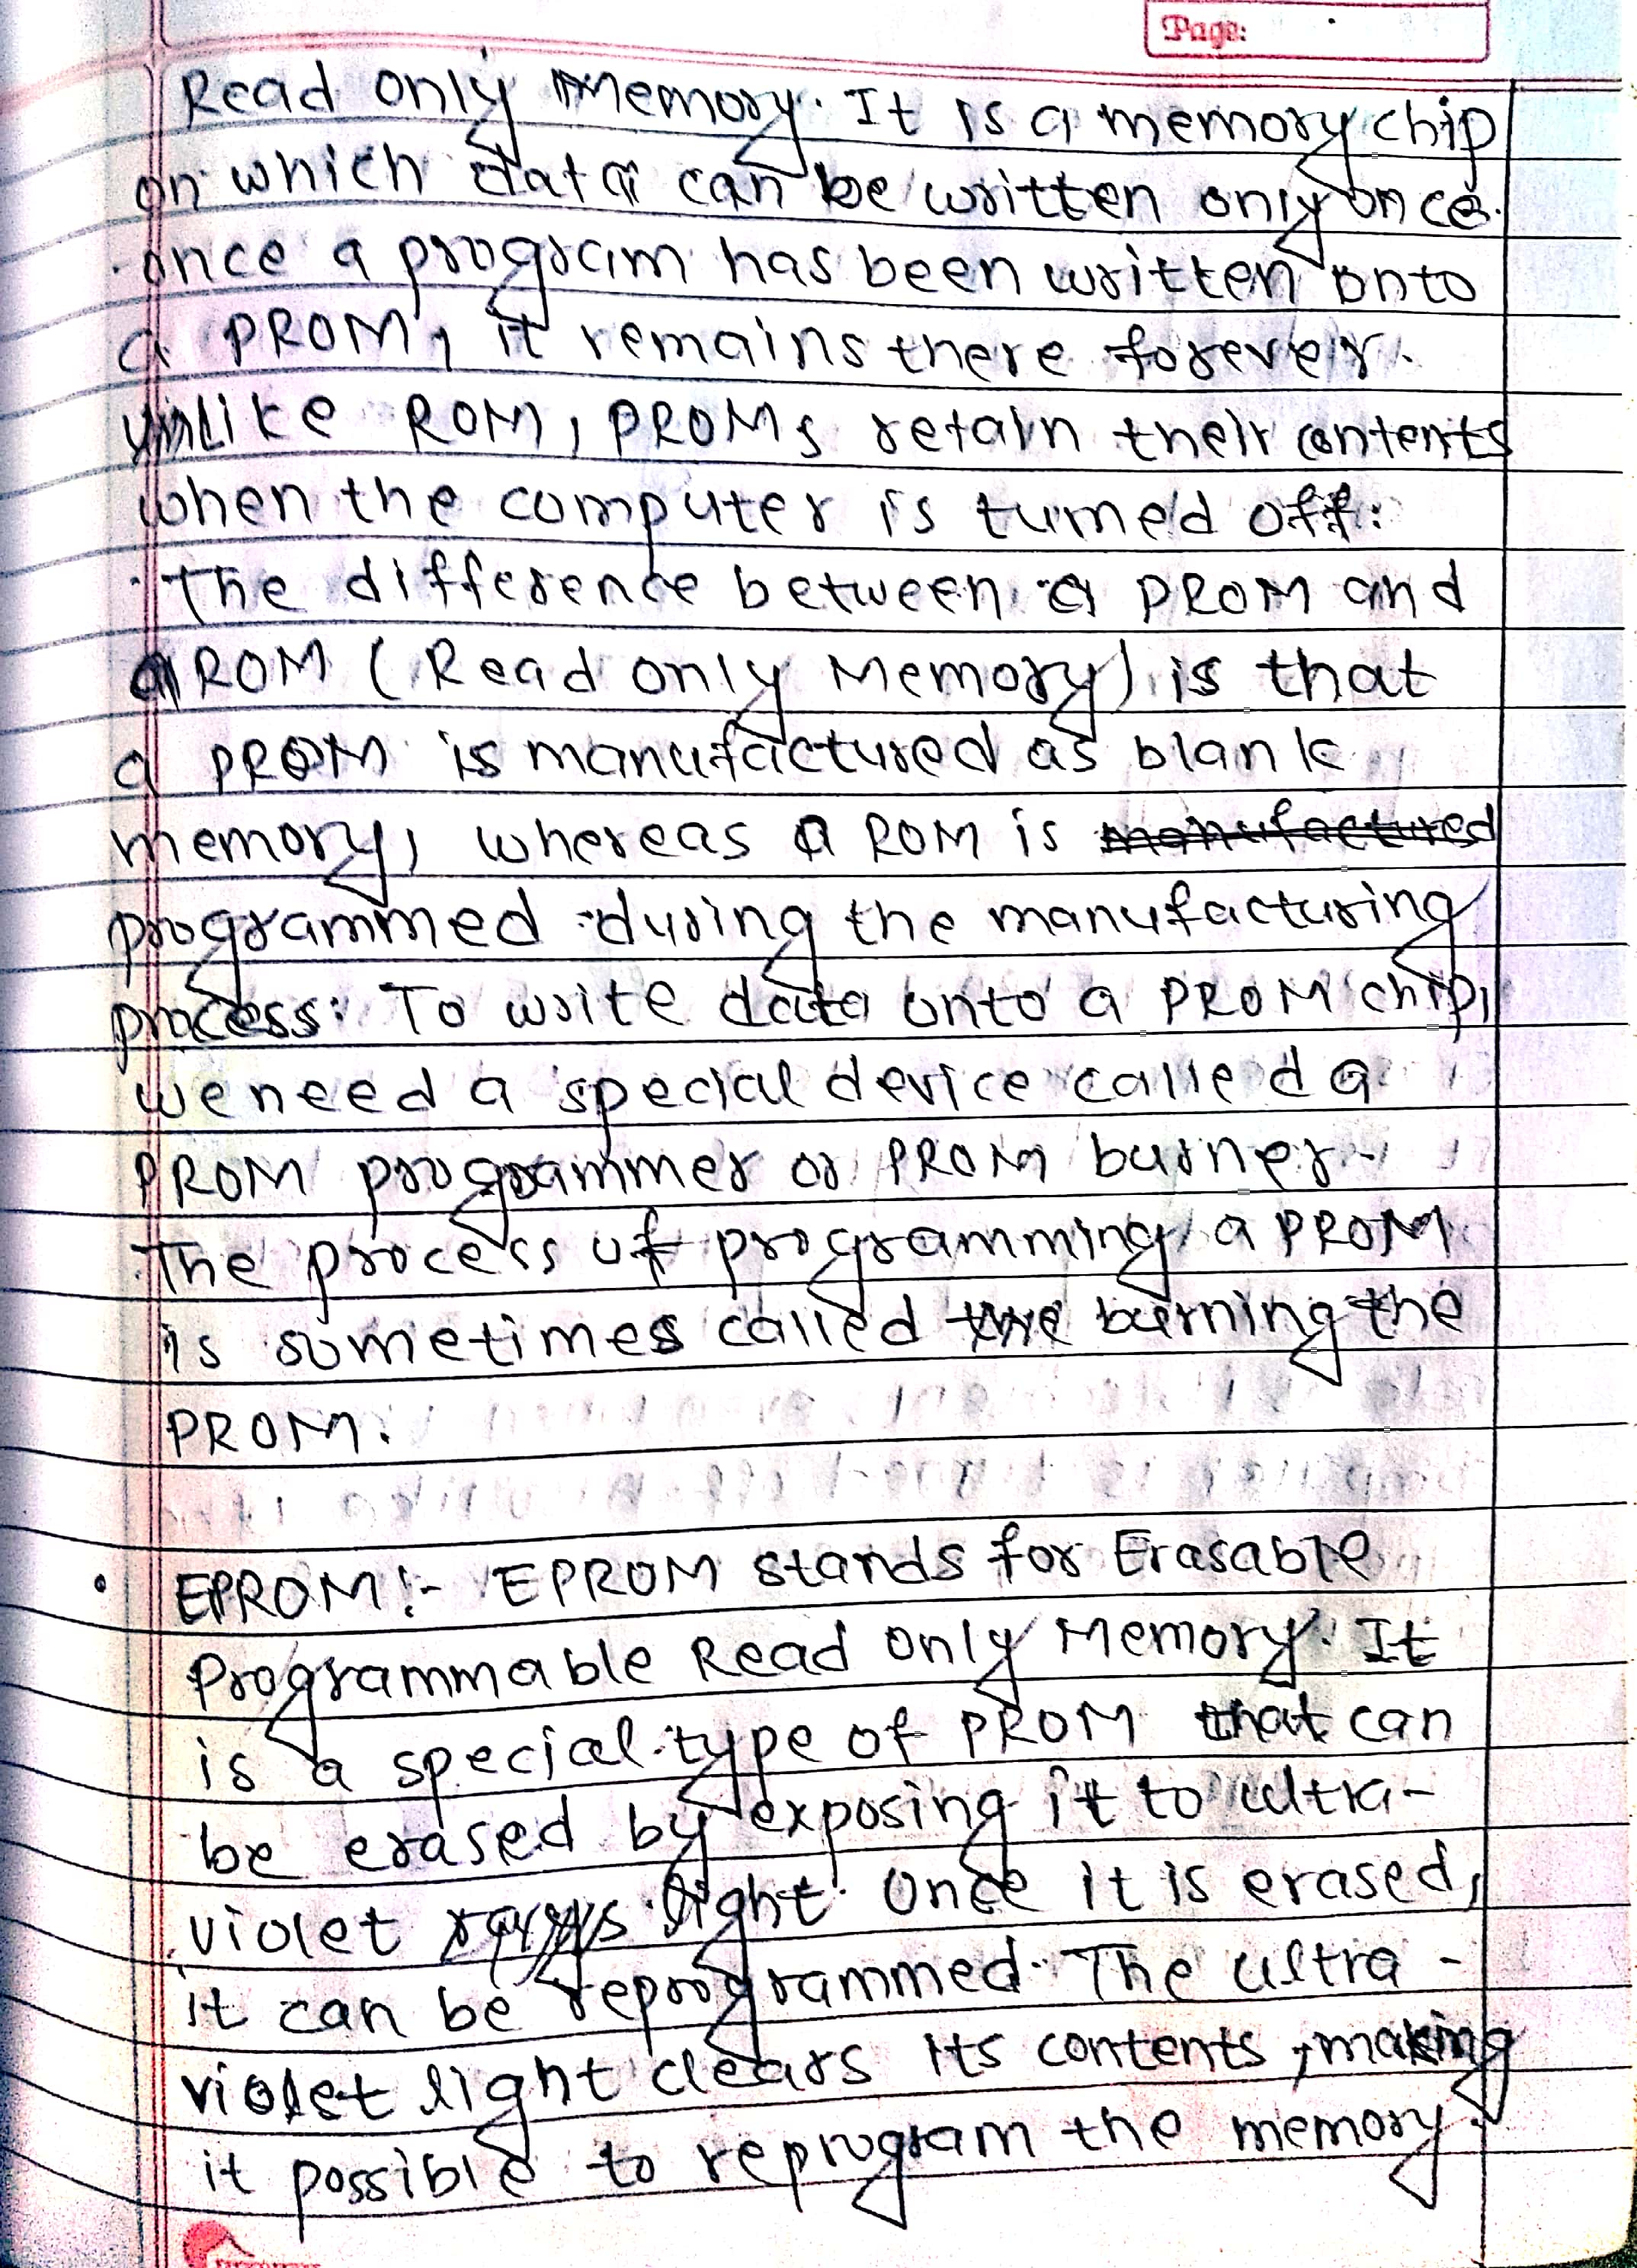 Page:
Read only Memory. It is a memory chip
on which data can be written only once.
once a program has been written onto
a PROM, it remains there forever.
unlike ROM, PROMs retain their contents
when the computer is turned off.
The difference between a PROM and
a ROM (Read only Memory) is that
a PROM is manufactured as blank
memory, whereas a ROM is manufactured
programmed during the manufacturing
process. To write data onto a PROM chip,
we need a special device called a
PROM programmer or PROM burner.
The process of programming a PROM
is sometimes called the burning the
PROM.
• EPROM:- EPROM stands for Erasable
Programmable Read only Memory. It
is a special type of PROM that can
be erased by exposing it to ultra-
violet rays light. Once it is erased,
it can be reprogrammed. The ultra-
violet light clears its contents, making
it possible to reprogram the memory.